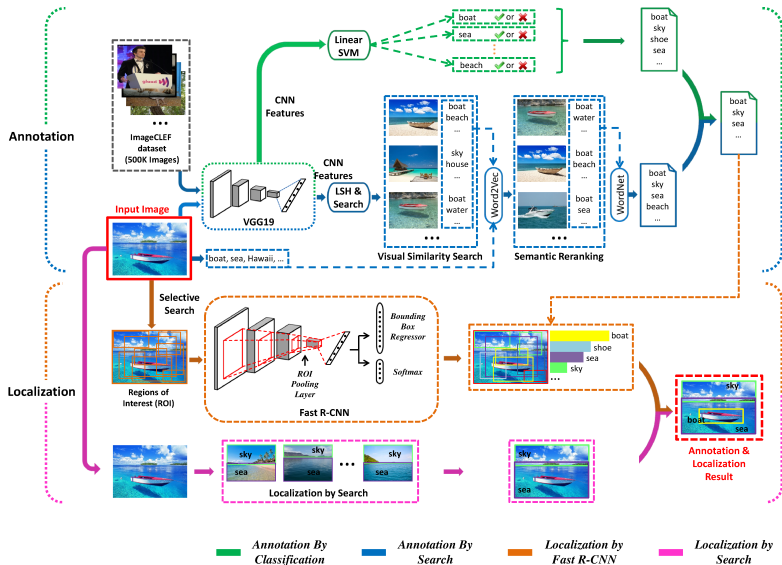 Annotation
ImageCLEF
dataset
(500K Images)
Input Image
CNN
Features
Linear
SVM
boat or
sea or
beach or
boat
sky
shoe
sea
...
VGG19
CNN
Features
LSH &
Search
boat
beach
...
sky
house
...
boat
water
...
Visual Similarity Search
Word2Vec
boat
water
...
boat
beach
...
boat
sea
...
Semantic Reranking
WordNet
boat
sky
sea
beach
...
boat
sky
sea
...
boat, sea, Hawaii, ...
Localization
Selective
Search
Regions of
Interest (ROI)
ROI
Pooling
Layer
Bounding
Box
Regressor
Softmax
Fast R-CNN
boat
shoe
sea
sky
...
sky
sea
sky
sea
sky
sea
Localization by Search
sky
sea
sky
boat
sea
Annotation &
Localization
Result
Annotation By
Classification
Annotation By
Search
Localization by
Fast R-CNN
Localization by
Search